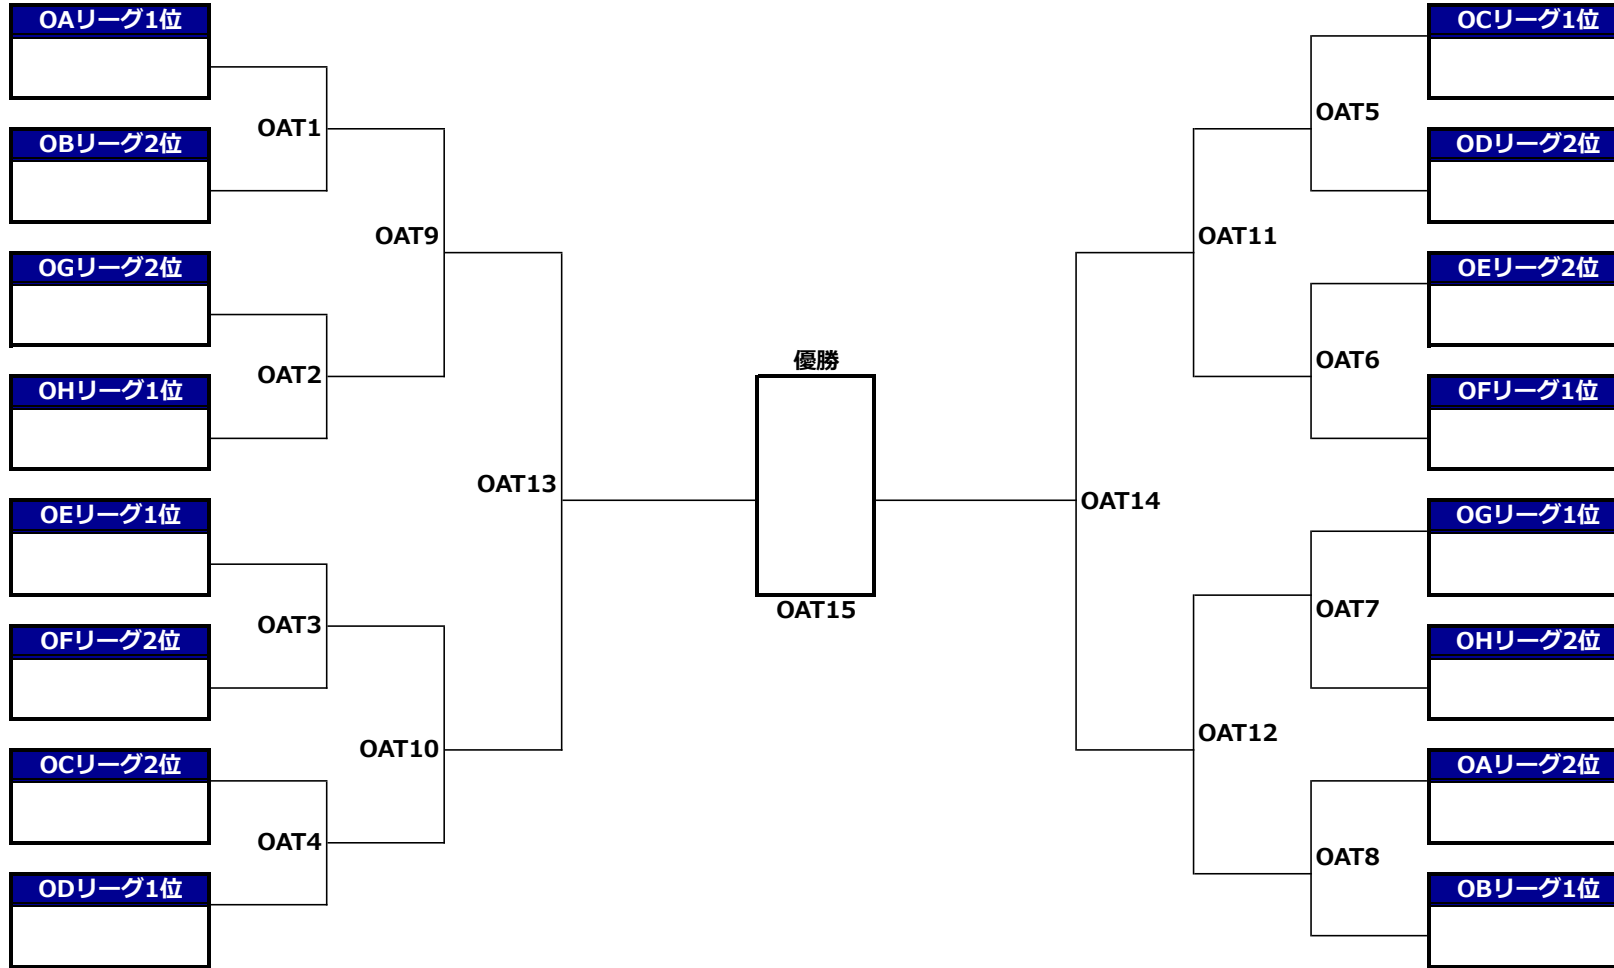 OAリーグ1位
OBリーグ2位
OGリーグ2位
OHリーグ1位
OEリーグ1位
OFリーグ2位
OCリーグ2位
ODリーグ1位
OAT1
OAT2
OAT3
OAT4
OAT9
OAT10
OAT13
優勝
OAT15
OAT14
OAT11
OAT12
OAT5
OAT6
OAT7
OAT8
OCリーグ1位
ODリーグ2位
OEリーグ2位
OFリーグ1位
OGリーグ1位
OHリーグ2位
OAリーグ2位
OBリーグ1位